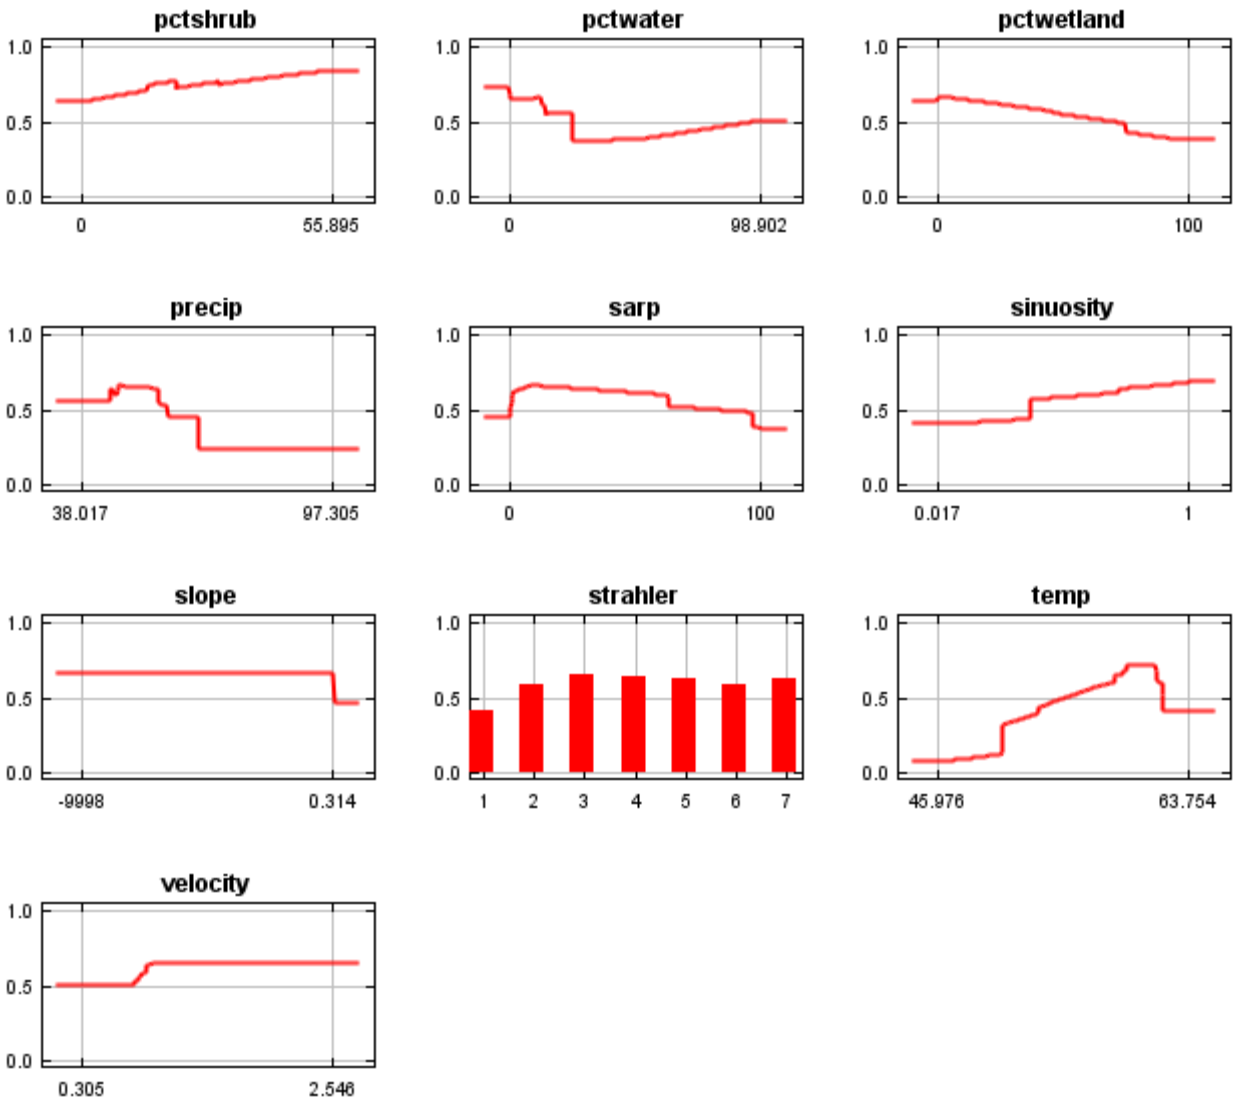 pctshrub pctwater pctwetland
1.0 1.0 1.0
0.5 0.5 0.5
0.0 0.0 0.0
0 55.895 0 98.902 0 100
precip sarp sinuosity
1.0 1.0 1.0
0.5 0.5 0.5
0.0 0.0 0.0
38.017 97.305 0 100 0.017 1
slope strahler temp
1.0 1.0 1.0
0.5 0.5 0.5
0.0 0.0 0.0
-9998 0.314 1 2 3 4 5 6 7 45.976 63.754
velocity
1.0
0.5
0.0
0.305 2.546